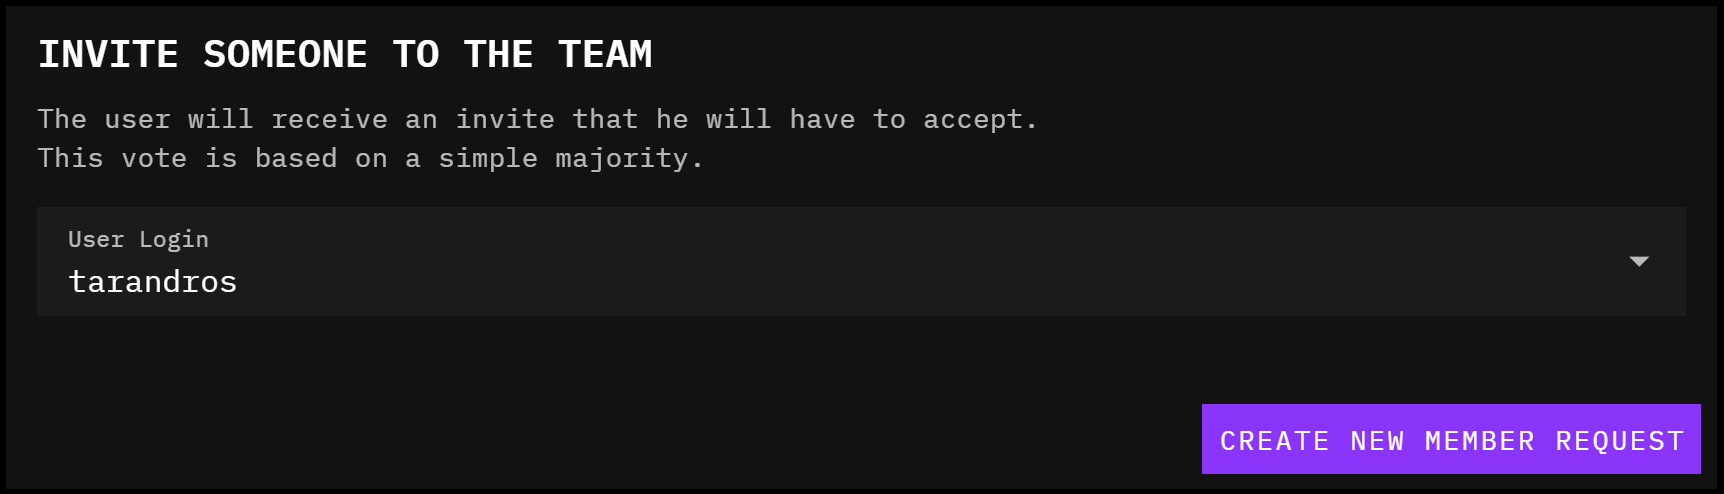 INVITE SOMEONE TO THE TEAM
The user will receive an invite that he will have to accept.
This vote is based on a simple majority.
User Login
tarandros
CREATE NEW MEMBER REQUEST